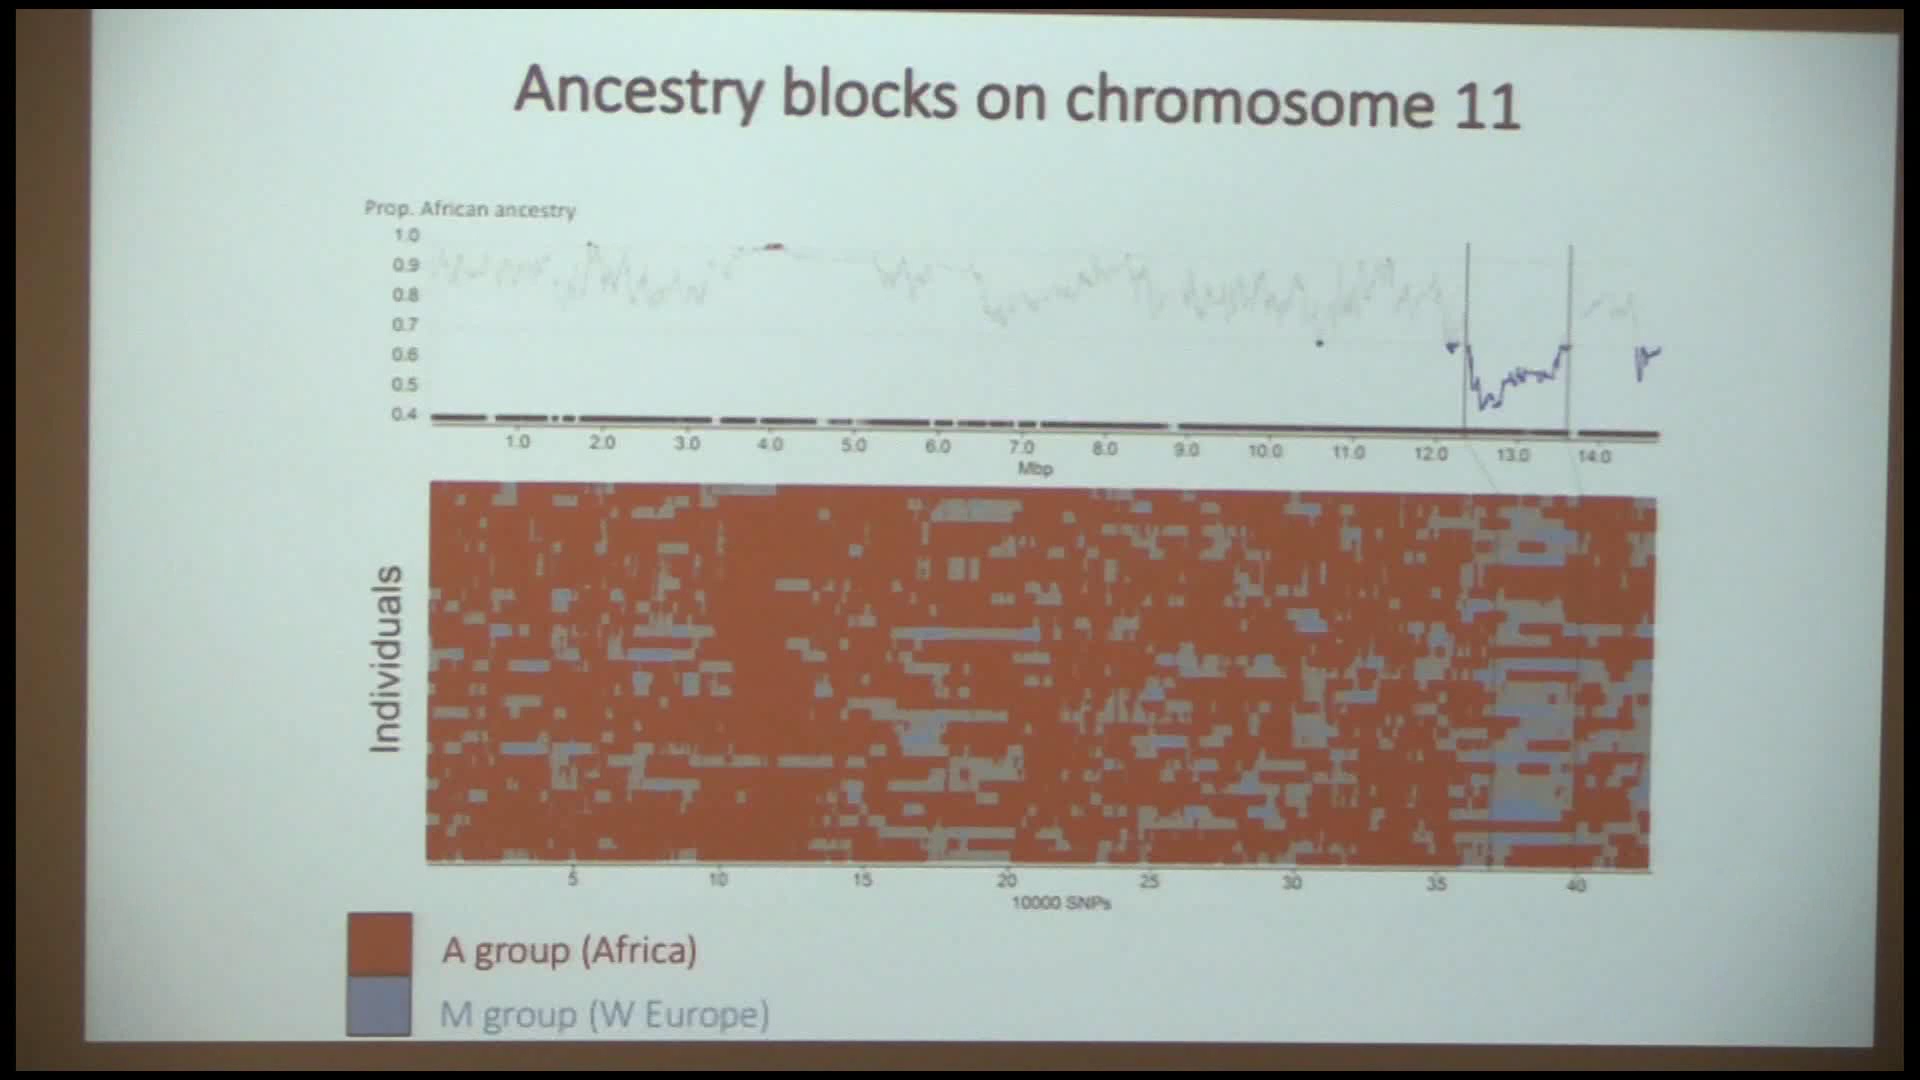 Ancestry blocks on chromosome 11
Prop. African ancestry
1.0
0.9
0.8
0.7
0.6
0.5
0.4
1.0 2.0 3.0 4.0 5.0 6.0 7.0 8.0 9.0 10.0 11.0 12.0 13.0 14.0
Mbp
Individuals
5 10 15 20 25 30 35 40
10000 SNPs
A group (Africa)
M group (W Europe)